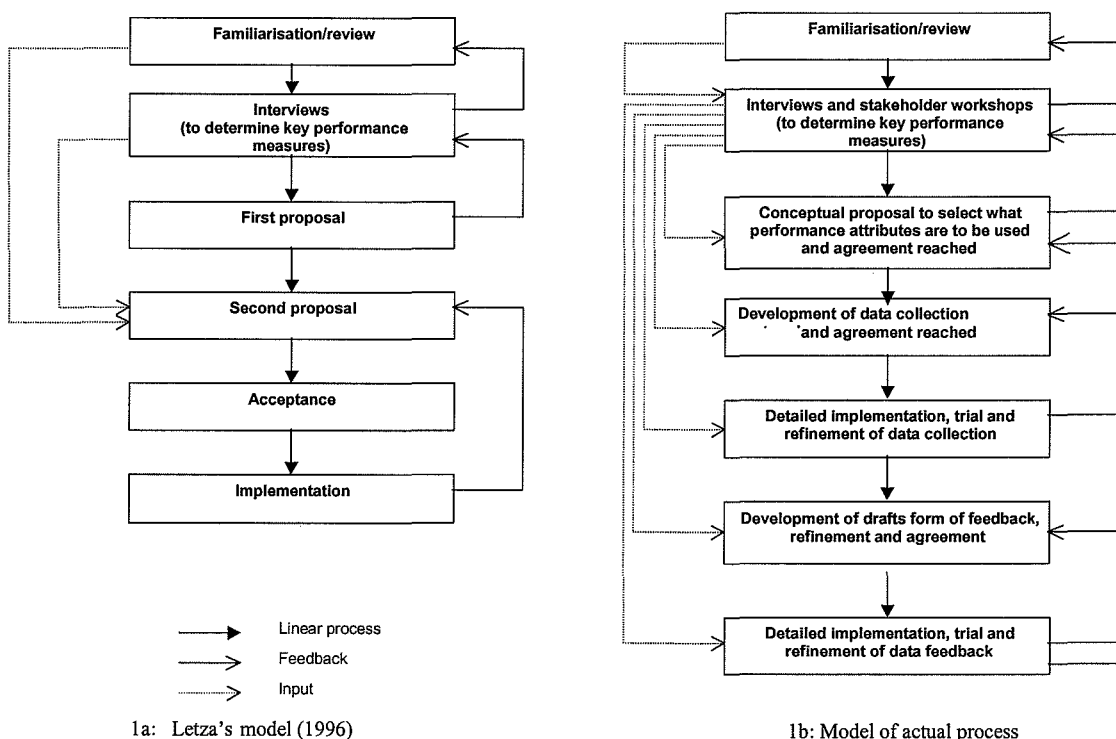 Familiarisation/review
Interviews
(to determine key performance
measures)
First proposal
Second proposal
Acceptance
Implementation
Linear process
Feedback
Input
1a: Letza's model (1996)
Familiarisation/review
Interviews and stakeholder workshops
(to determine key performance
measures)
Conceptual proposal to select what
performance attributes are to be used
and agreement reached
Development of data collection
and agreement reached
Detailed implementation, trial and
refinement of data collection
Development of drafts form of feedback,
refinement and agreement
Detailed implementation, trial and
refinement of data feedback
1b: Model of actual process